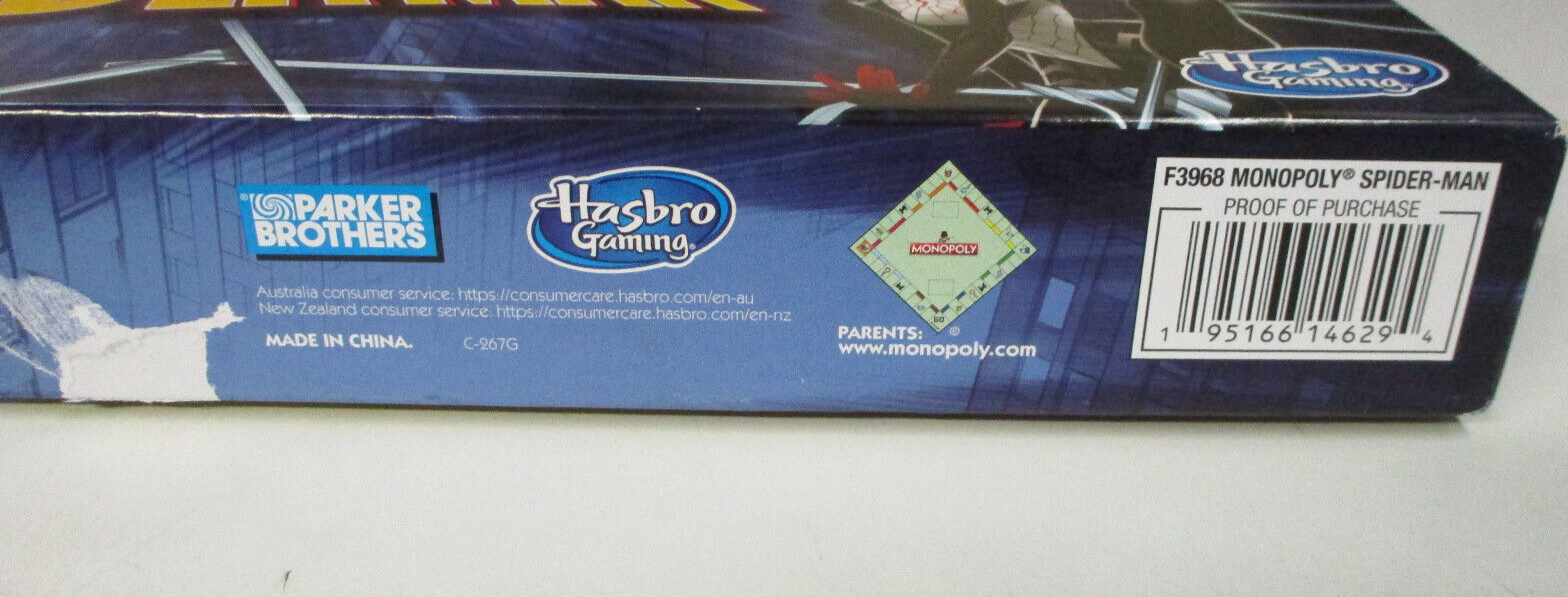 Hasbro
Gaming
PARKER
BROTHERS
Hasbro
Gaming
MONOPOLY
GO
F3968 MONOPOLY® SPIDER-MAN
PROOF OF PURCHASE
1 95166 14629 4
Australia consumer service: https://consumercare.hasbro.com/en-au
New Zealand consumer service: https://consumercare.hasbro.com/en-nz
MADE IN CHINA. C-267G
PARENTS: ®
www.monopoly.com